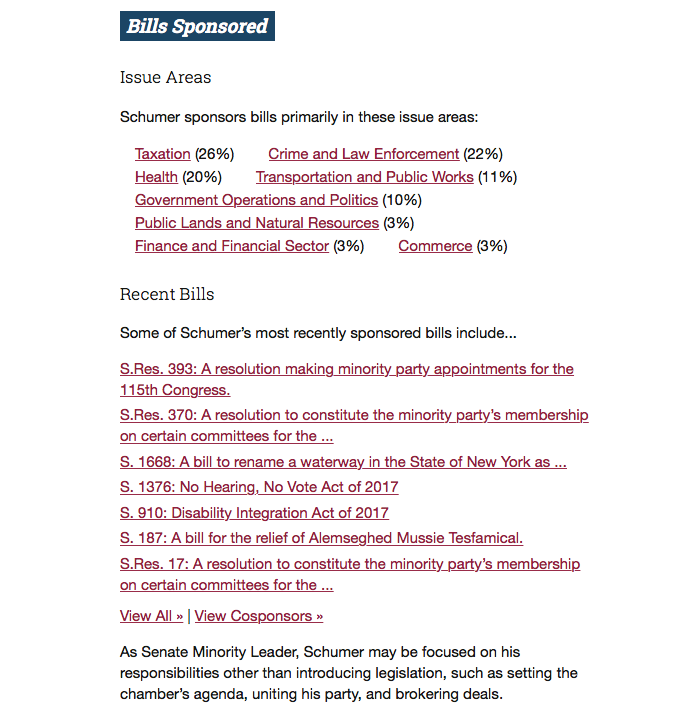 Bills Sponsored
Issue Areas
Schumer sponsors bills primarily in these issue areas:
Taxation (26%) Crime and Law Enforcement (22%)
Health (20%) Transportation and Public Works (11%)
Government Operations and Politics (10%)
Public Lands and Natural Resources (3%)
Finance and Financial Sector (3%) Commerce (3%)
Recent Bills
Some of Schumer’s most recently sponsored bills include...
S.Res. 393: A resolution making minority party appointments for the
115th Congress.
S.Res. 370: A resolution to constitute the minority party’s membership
on certain committees for the ...
S. 1668: A bill to rename a waterway in the State of New York as ...
S. 1376: No Hearing, No Vote Act of 2017
S. 910: Disability Integration Act of 2017
S. 187: A bill for the relief of Alemseghed Mussie Tesfamical.
S.Res. 17: A resolution to constitute the minority party’s membership
on certain committees for the ...
View All » | View Cosponsors »
As Senate Minority Leader, Schumer may be focused on his
responsibilities other than introducing legislation, such as setting the
chamber’s agenda, uniting his party, and brokering deals.